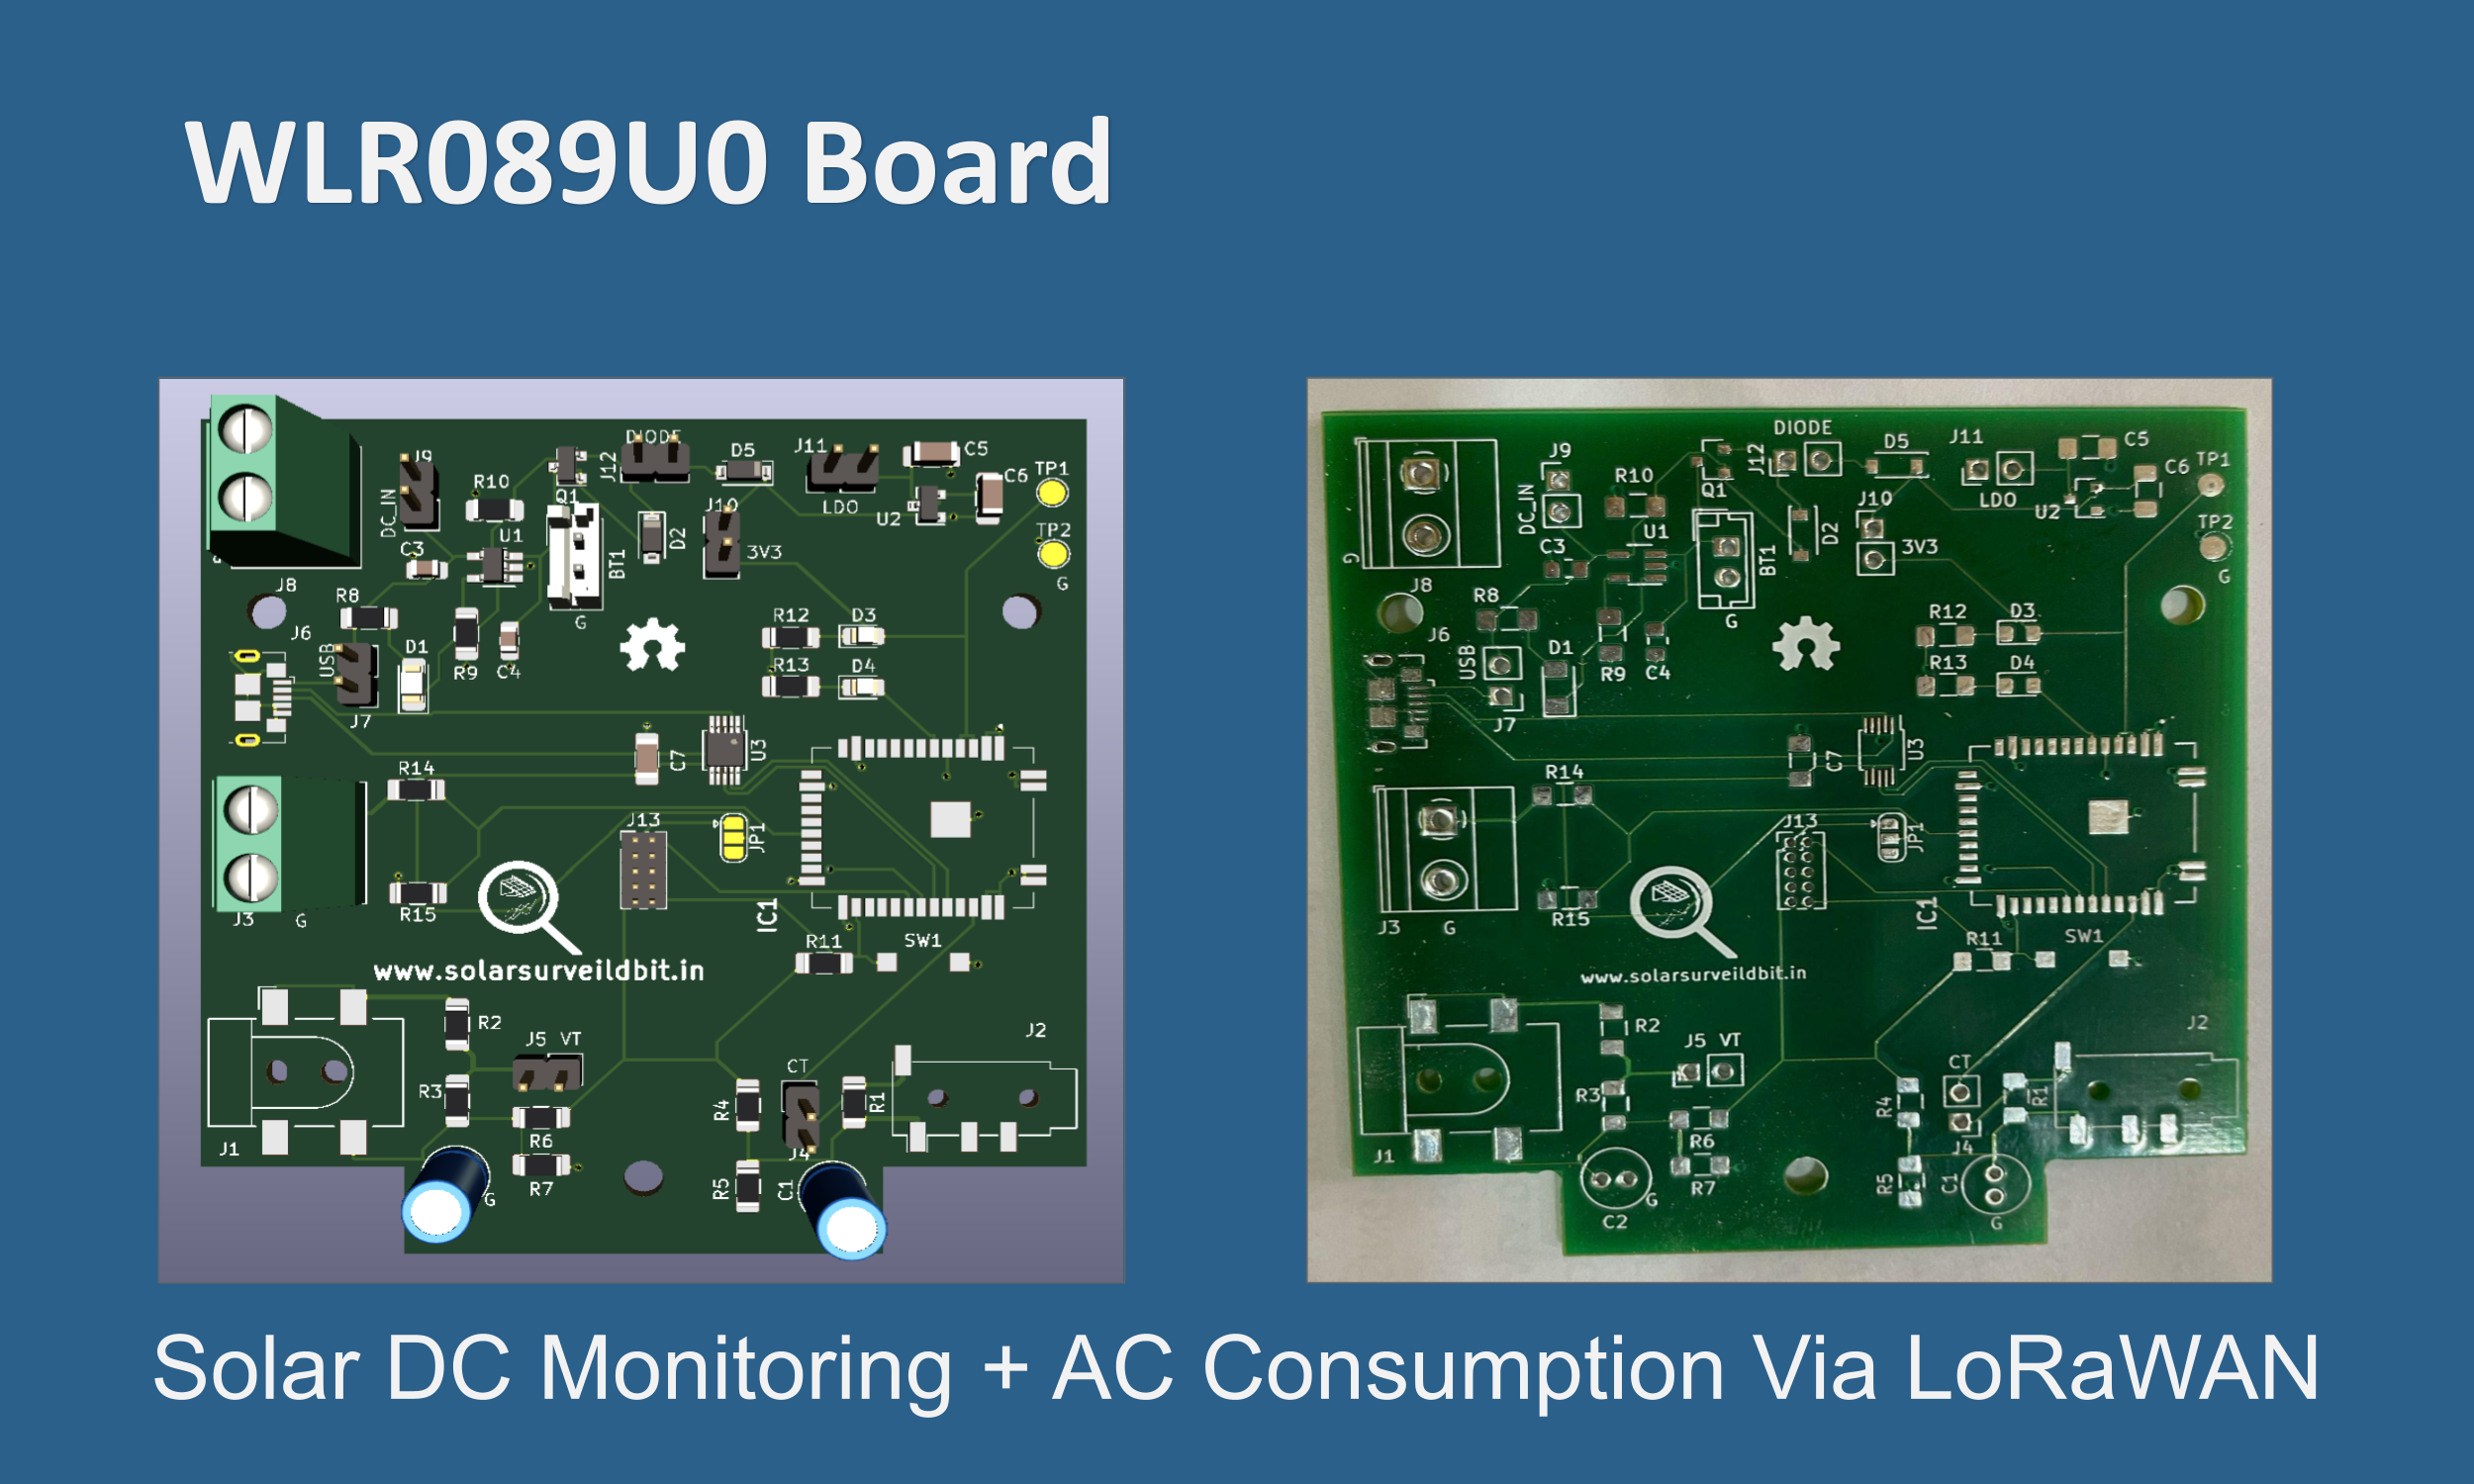 WLR089U0 Board
J9
DC_IN
R10
Q1
J12
DIODE
D5
J11
C5
C6
TP1
LDO
U2
TP2
G
C3
U1
BT1
G
D2
J10
3V3
J8
R8
J6
USB
J7
D1
R9
C4
R12
D3
R13
D4
R14
C7
U3
J13
JP1
J3
G
R15
IC1
R11
SW1
www.solarsurveildbit.in
J1
R2
R3
J5 VT
R6
R7
G
CT
R4
R5
J4
C1
R1
J2
DIODE
J9
DC_IN
R10
Q1
J12
D5
J11
C5
C6
TP1
LDO
U2
TP2
G
G
C3
U1
BT1
G
D2
J10
3V3
J8
R8
J6
USB
J7
D1
R9
C4
R12
D3
R13
D4
R14
C7
U3
J13
JP1
J3
G
R15
IC1
R11
SW1
www.solarsurveildbit.in
J1
R2
R3
J5 VT
R6
R7
C2
G
CT
R4
R5
J4
C1
G
R1
J2
Solar DC Monitoring + AC Consumption Via LoRaWAN